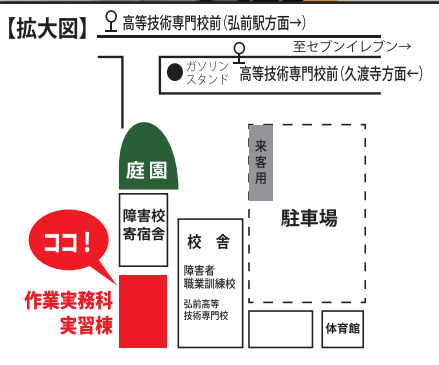 【拡大図】
高等技術専門校前(弘前駅方面→)
至セブンイレブン→
ガソリン
スタンド
高等技術専門校前(久渡寺方面←)
庭園
来客用
障害校
寄宿舎
駐車場
ココ!
校 舎
障害者
職業訓練校
弘前高等
技術専門校
作業実務科
実習棟
体育館